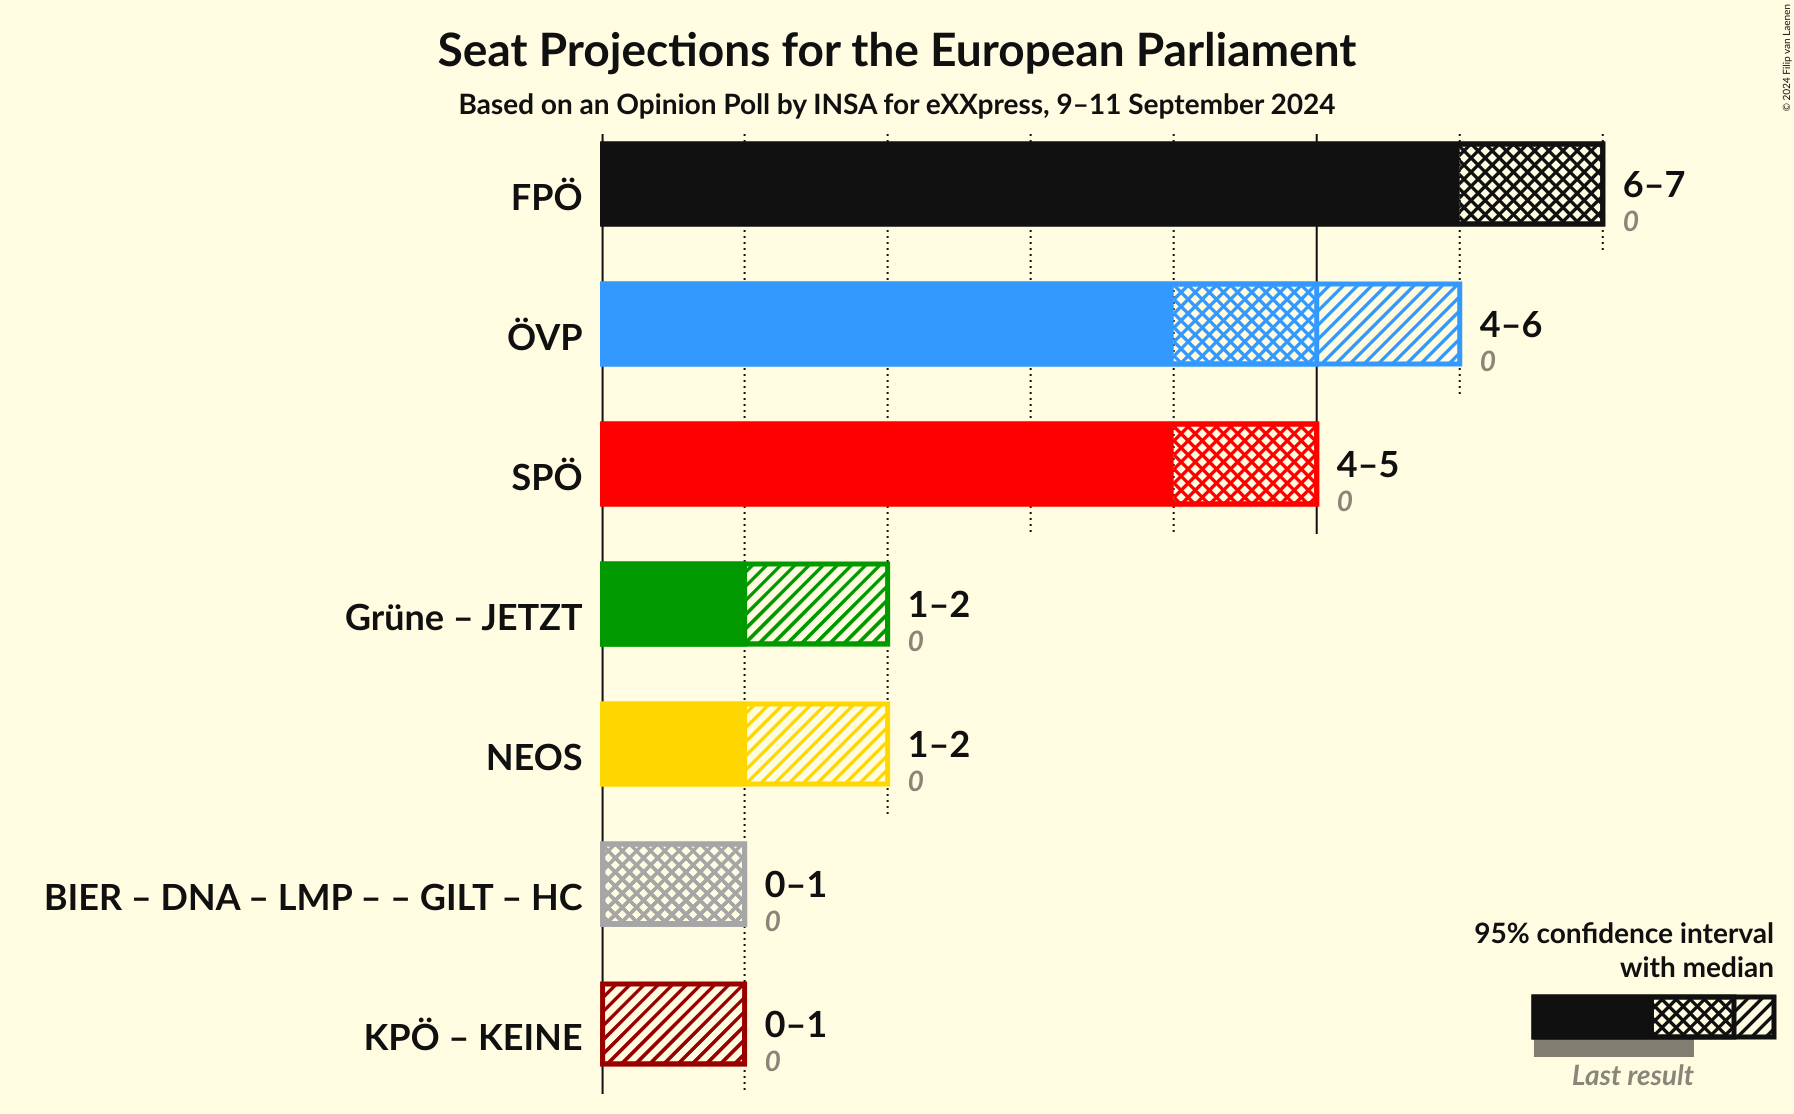 Seat Projections for the European Parliament
Based on an Opinion Poll by INSA for eXXpress, 9–11 September 2024
© 2024 Filip van Laenen
FPÖ
6–7
0
ÖVP
4–6
0
SPÖ
4–5
0
Grüne – JETZT
1–2
0
NEOS
1–2
0
BIER – DNA – LMP – – GILT – HC
0–1
0
KPÖ – KEINE
0–1
0
95% confidence interval
with median
Last result